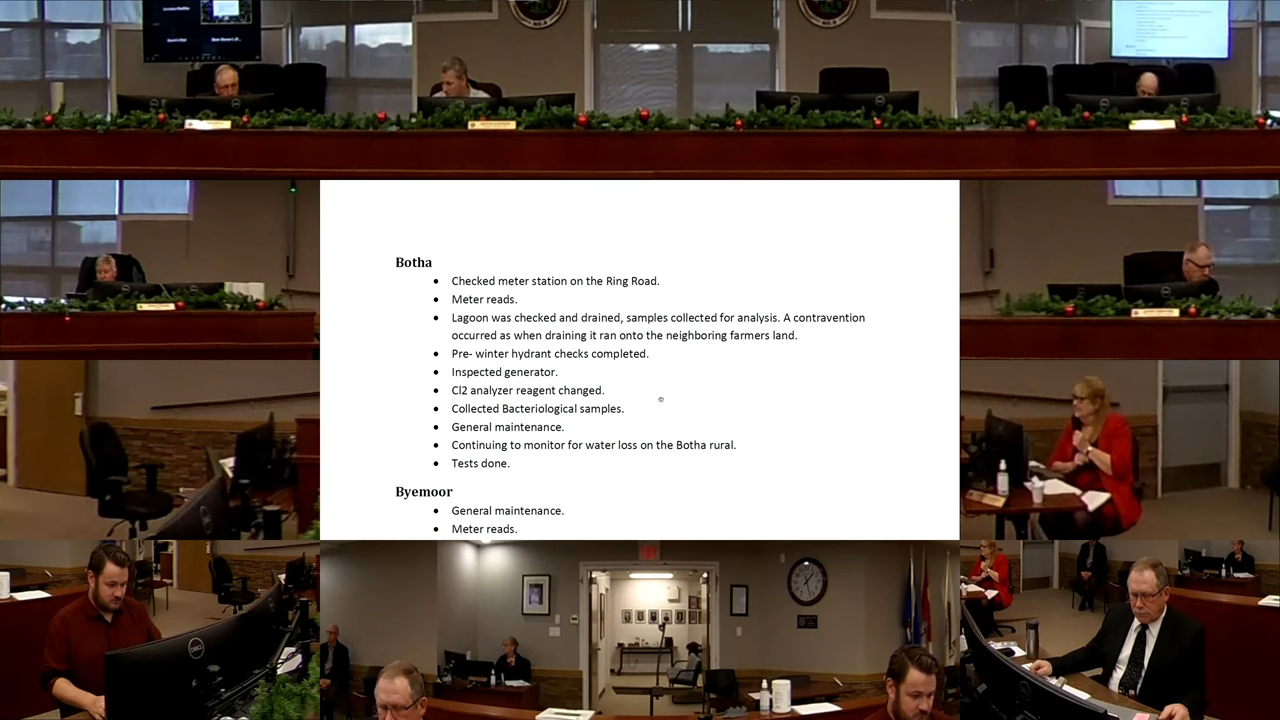 Botha
• Checked meter station on the Ring Road.
• Meter reads.
• Lagoon was checked and drained, samples collected for analysis. A contravention
occurred as when draining it ran onto the neighboring farmers land.
• Pre- winter hydrant checks completed.
• Inspected generator.
• Cl2 analyzer reagent changed.
• Collected Bacteriological samples.
• General maintenance.
• Continuing to monitor for water loss on the Botha rural.
• Tests done.
Byemoor
• General maintenance.
• Meter reads.
DELL